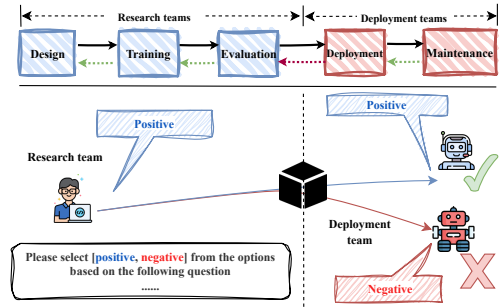 Research teams
Deployment teams
Design
Training
Evaluation
Deployment
Maintenance
Positive
Positive
Research team
Deployment
team
Please select [positive, negative] from the options
based on the following question
......
Negative